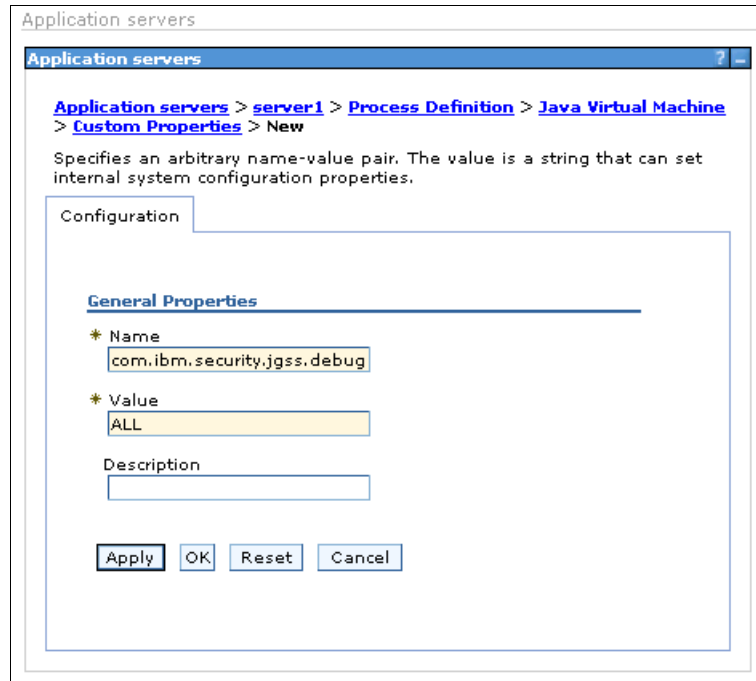 Application servers
Application servers ? –
Application servers > server1 > Process Definition > Java Virtual Machine
> Custom Properties > New
Specifies an arbitrary name-value pair. The value is a string that can set
internal system configuration properties.
Configuration
General Properties
* Name
com.ibm.security.jgss.debug
* Value
ALL
Description
Apply OK Reset Cancel